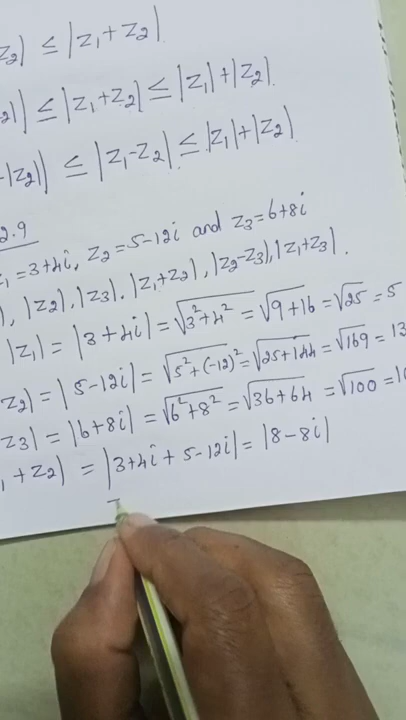 z₂)| ≤ |z₁+z₂|
z₂)| ≤ |z₁+z₂| ≤ |z₁|+|z₂|
-|z₂)| ≤ |z₁-z₂| ≤ |z₁|+|z₂|
2.9
z₁=3+4i, z₂=5-12i and z₃=6+8i
|, |z₂|, |z₃|, |z₁+z₂|, |z₂-z₃|, |z₁+z₃|.
|z₁| = |3+4i| = √3²+4² = √9+16 = √25 = 5
z₂| = |5-12i| = √5²+(-12)² = √25+144 = √169 = 13
z₃| = |6+8i| = √6²+8² = √36+64 = √100 = 10
₁+z₂| = |3+4i+5-12i| = |8-8i|